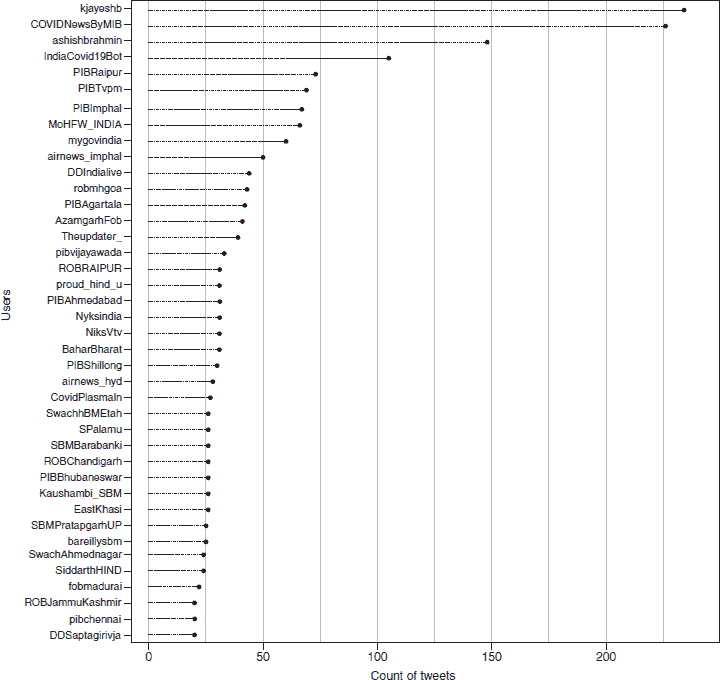 kjayeshb
COVIDNewsByMIB
ashishbrahmin
IndiaCovid19Bot
PIBRaipur
PIBTvpm
PIBImphal
MoHFW_INDIA
mygovindia
airnews_imphal
DDIndialive
robmhgoa
PIBAgartala
AzamgarhFob
Theupdater_
pibvijayawada
ROBRAIPUR
proud_hind_u
PIBAhmedabad
Nyksindia
NiksVtv
BaharBharat
PIBShillong
airnews_hyd
CovidPlasmaIn
SwachhBMEtah
SPalamu
SBMBarabanki
ROBChandigarh
PIBBhubaneswar
Kaushambi_SBM
EastKhasi
SBMPratapgarhUP
bareillysbm
SwachAhmednagar
SiddarthHIND
fobmadurai
ROBJammuKashmir
pibchennai
DDSaptagirivja
Users
0 50 100 150 200
Count of tweets